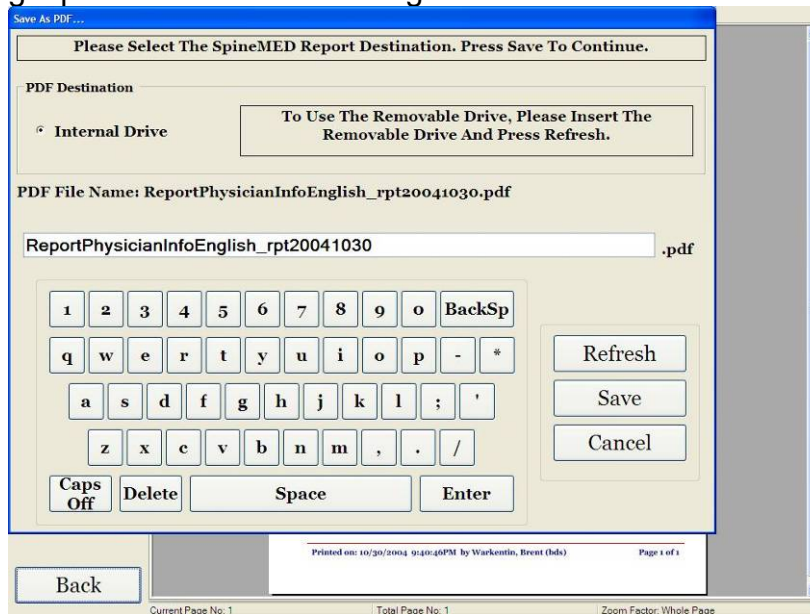 Save As PDF...
Please Select The SpineMED Report Destination. Press Save To Continue.
PDF Destination
Internal Drive
To Use The Removable Drive, Please Insert The
Removable Drive And Press Refresh.
PDF File Name: ReportPhysicianInfoEnglish_rpt20041030.pdf
ReportPhysicianInfoEnglish_rpt20041030 .pdf
1 2 3 4 5 6 7 8 9 0 BackSp
q w e r t y u i o p - *
a s d f g h j k l ; '
z x c v b n m , . /
Caps
Off Delete Space Enter
Refresh
Save
Cancel
Printed on: 10/30/2004 9:40:46PM by Warkentin, Brent (bds) Page 1 of 1
Back
Current Page No: 1 Total Page No: 1 Zoom Factor: Whole Page